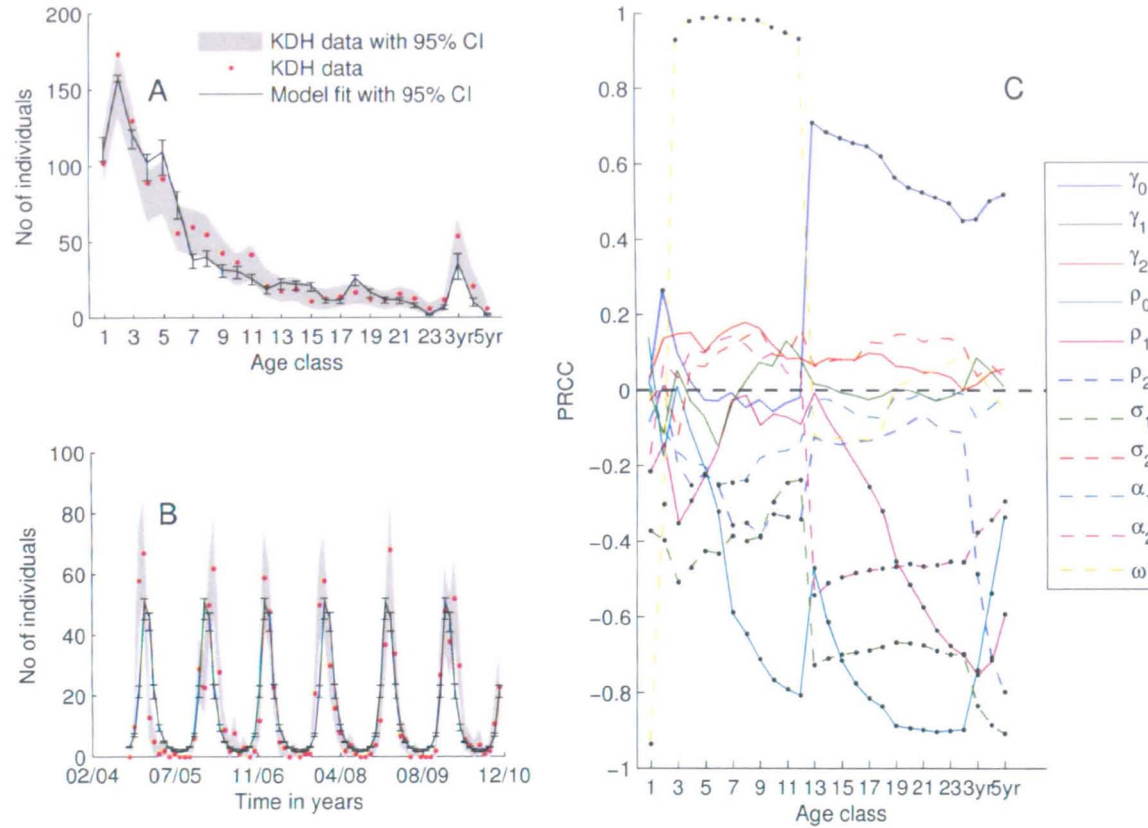 200
150
100
50
0
No of individuals
A
KDH data with 95% CI
KDH data
Model fit with 95% CI
1 3 5 7 9 11 13 15 17 19 21 23 3yr 5yr
Age class
100
80
60
40
20
0
No of individuals
B
02/04 07/05 11/06 04/08 08/09 12/10
Time in years
1
0.8
0.6
0.4
0.2
0
−0.2
−0.4
−0.6
−0.8
−1
PRCC
C
1 3 5 7 9 11 13 15 17 19 21 23 3yr 5yr
Age class
γ0
γ1
γ2
ρ0
ρ1
ρ2
σ1
σ2
α1
α2
ω